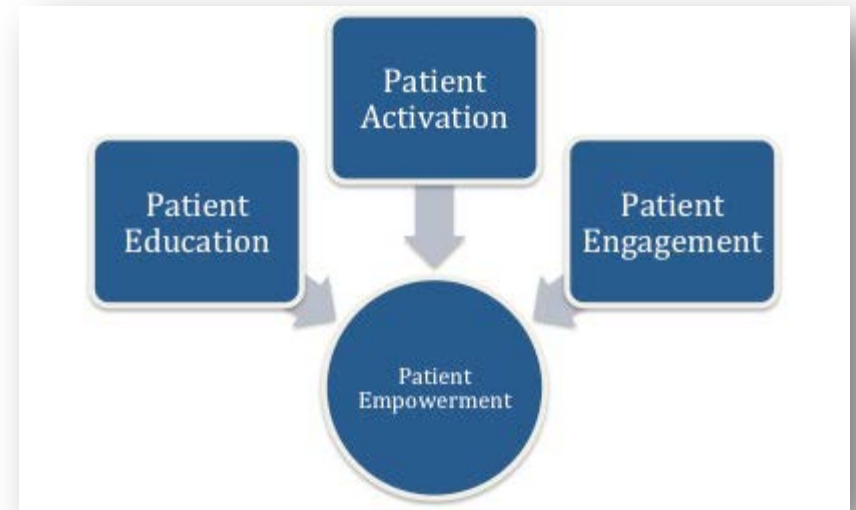 Patient
Activation
Patient
Education
Patient
Engagement
Patient
Empowerment